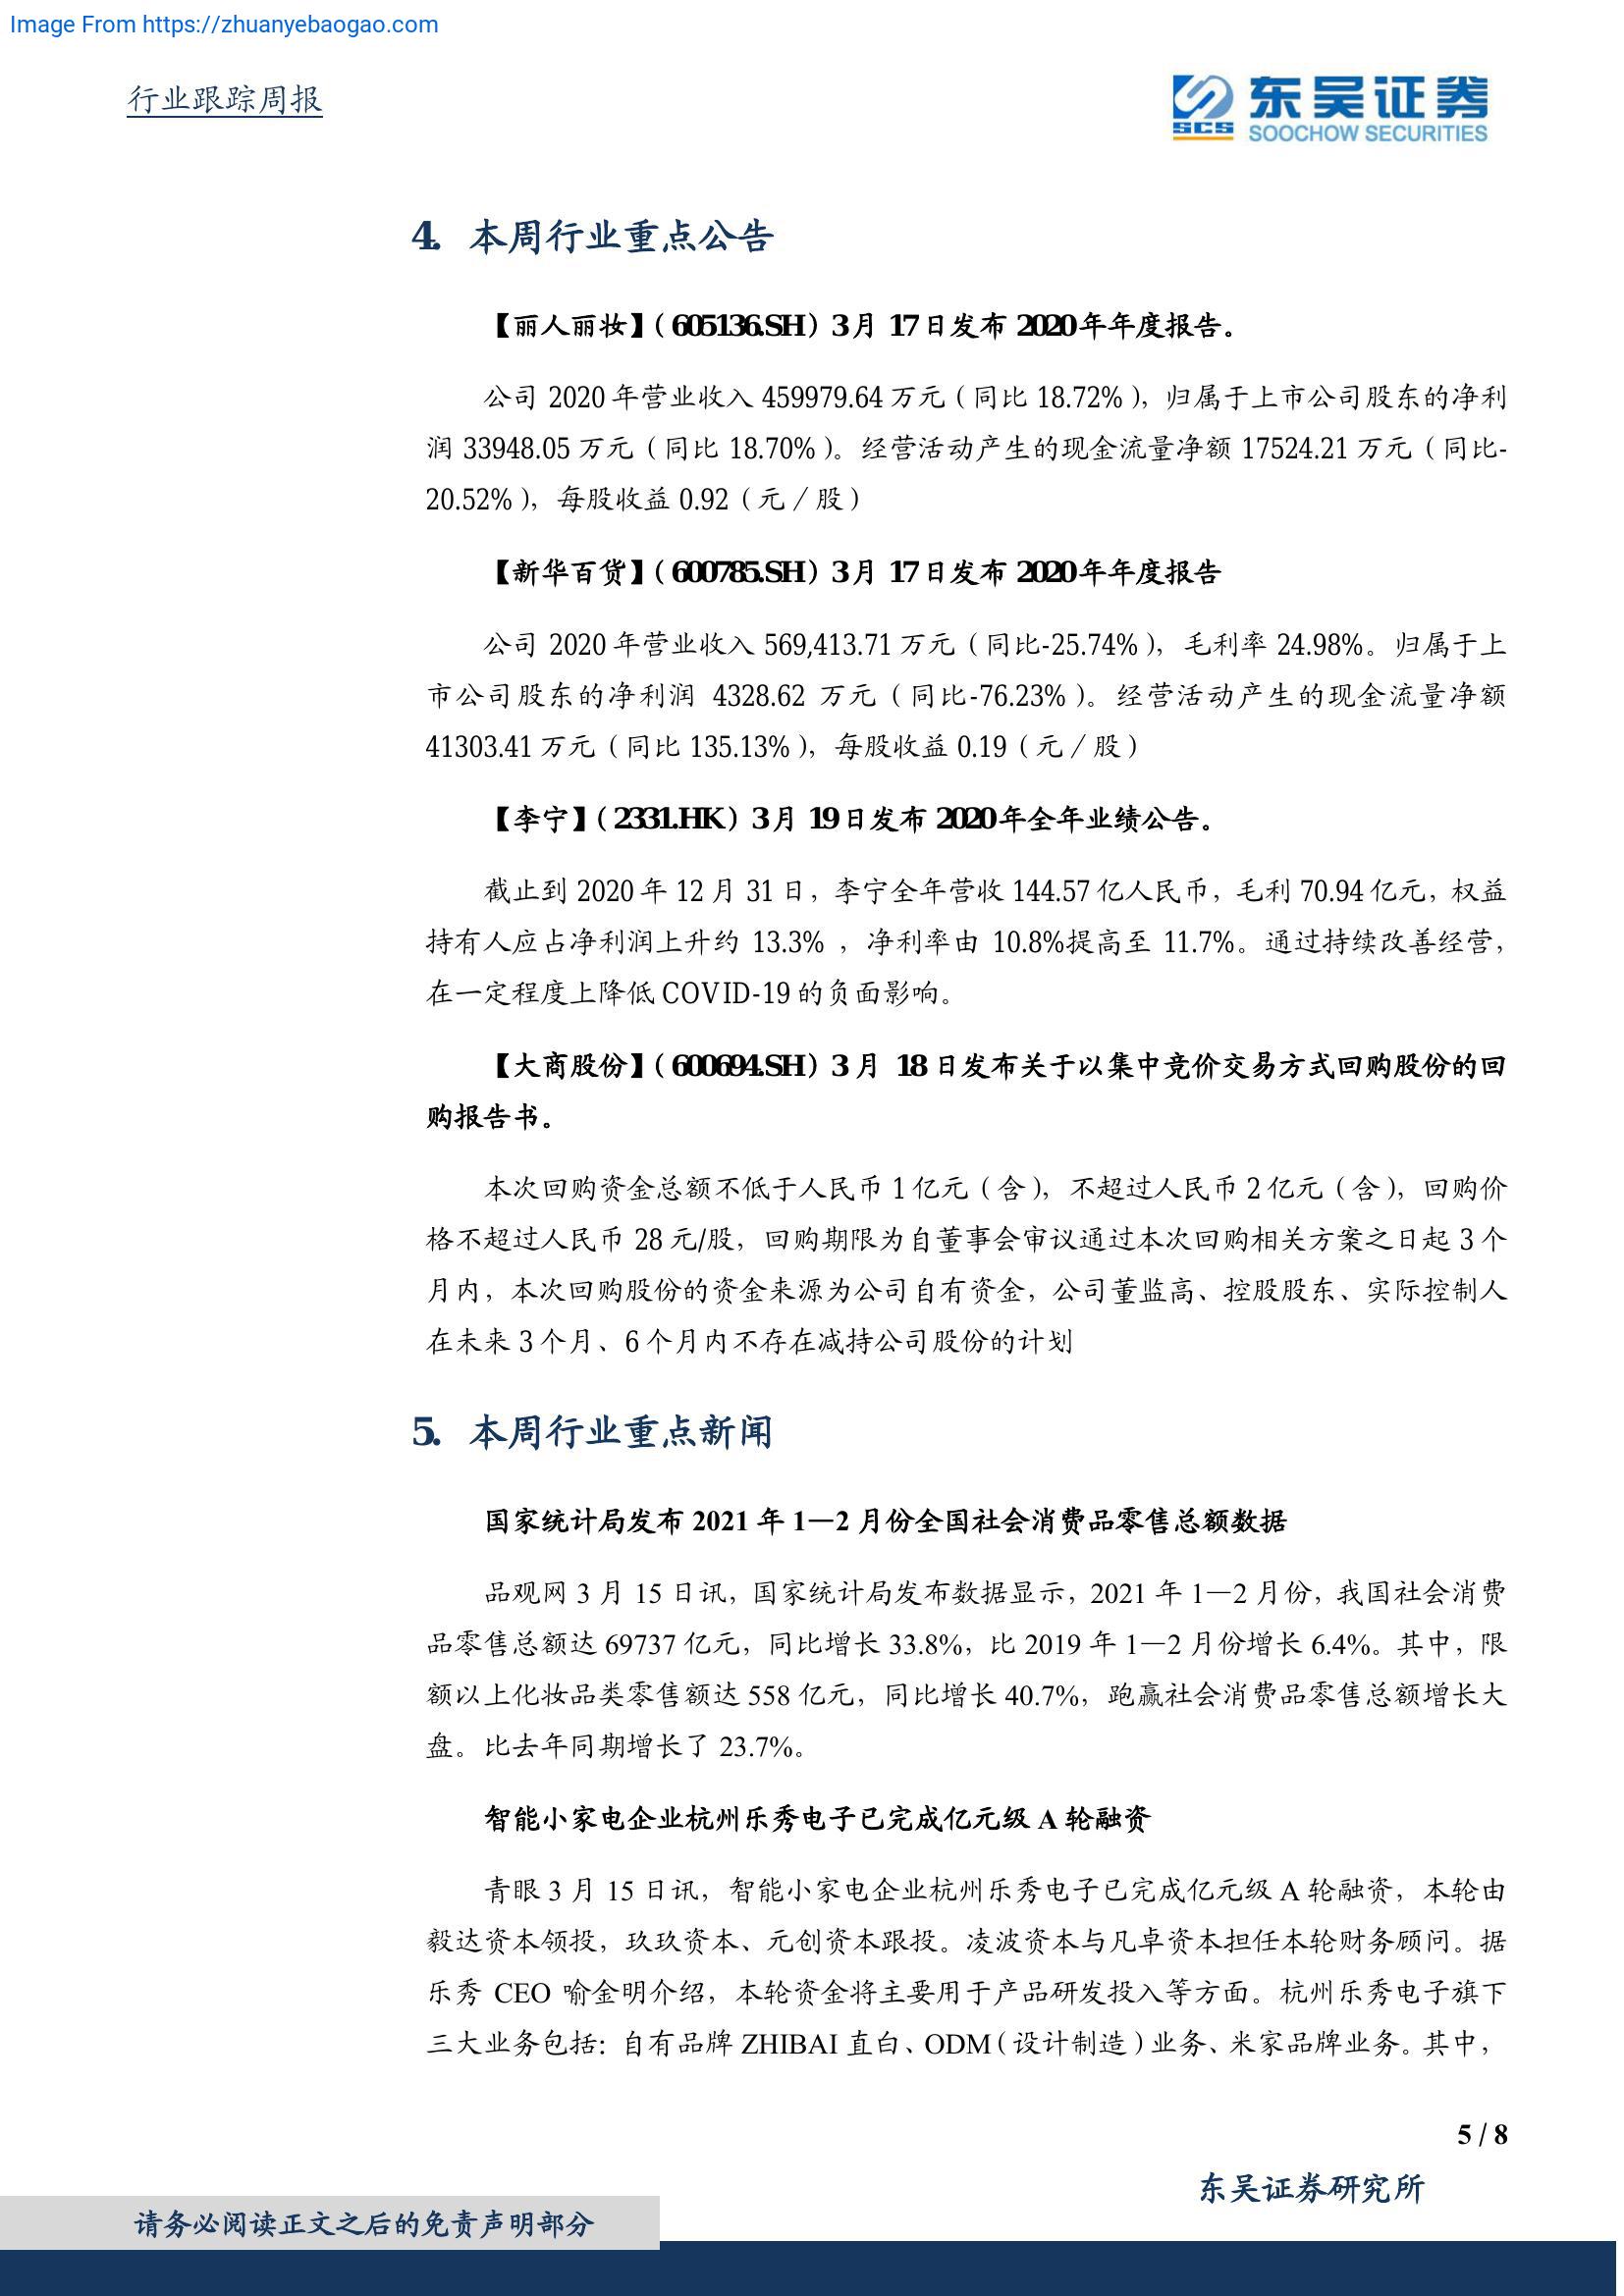 Image From https://zhuanyebaogao.com
行业跟踪周报
SCS 东吴证券
SOOCHOW SECURITIES
4. 本周行业重点公告
【丽人丽妆】（605136.SH）3月 17日发布 2020年年度报告。
公司 2020 年营业收入 459979.64 万元（同比 18.72%），归属于上市公司股东的净利
润 33948.05 万元（同比 18.70%）。经营活动产生的现金流量净额 17524.21 万元（同比-
20.52%），每股收益 0.92（元／股）
【新华百货】（600785.SH）3月 17日发布 2020年年度报告
公司 2020 年营业收入 569,413.71 万元（同比-25.74%），毛利率 24.98%。归属于上
市公司股东的净利润 4328.62 万元（同比-76.23%）。经营活动产生的现金流量净额
41303.41 万元（同比 135.13%），每股收益 0.19（元／股）
【李宁】（2331.HK）3月 19日发布 2020年全年业绩公告。
截止到 2020 年 12 月 31 日，李宁全年营收 144.57 亿人民币，毛利 70.94 亿元，权益
持有人应占净利润上升约 13.3% ，净利率由 10.8%提高至 11.7%。通过持续改善经营，
在一定程度上降低 COVID-19 的负面影响。
【大商股份】（600694.SH）3 月 18 日发布关于以集中竞价交易方式回购股份的回
购报告书。
本次回购资金总额不低于人民币 1 亿元（含），不超过人民币 2 亿元（含），回购价
格不超过人民币 28 元/股，回购期限为自董事会审议通过本次回购相关方案之日起 3 个
月内，本次回购股份的资金来源为公司自有资金，公司董监高、控股股东、实际控制人
在未来 3 个月、6 个月内不存在减持公司股份的计划
5. 本周行业重点新闻
国家统计局发布 2021 年 1—2 月份全国社会消费品零售总额数据
品观网 3 月 15 日讯，国家统计局发布数据显示，2021 年 1—2 月份，我国社会消费
品零售总额达 69737 亿元，同比增长 33.8%，比 2019 年 1—2 月份增长 6.4%。其中，限
额以上化妆品类零售额达 558 亿元，同比增长 40.7%，跑赢社会消费品零售总额增长大
盘。比去年同期增长了 23.7%。
智能小家电企业杭州乐秀电子已完成亿元级 A 轮融资
青眼 3 月 15 日讯，智能小家电企业杭州乐秀电子已完成亿元级 A 轮融资，本轮由
毅达资本领投，玖玖资本、元创资本跟投。凌波资本与凡卓资本担任本轮财务顾问。据
乐秀 CEO 喻金明介绍，本轮资金将主要用于产品研发投入等方面。杭州乐秀电子旗下
三大业务包括：自有品牌 ZHIBAI 直白、ODM（设计制造）业务、米家品牌业务。其中，
5 / 8
东吴证券研究所
请务必阅读正文之后的免责声明部分